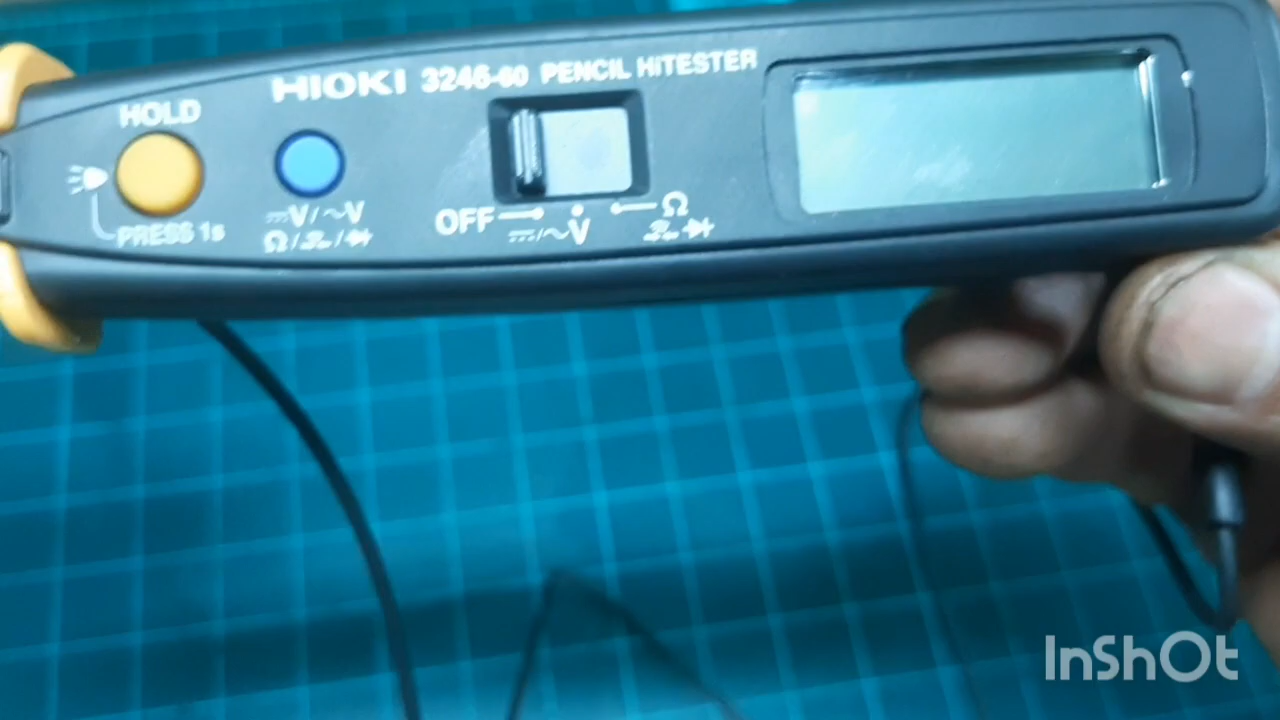 HIOKI 3246-60 PENCIL HITESTER
HOLD
PRESS 1s
⎓V/~V
Ω/
OFF
⎓/~V
Ω
InShOt